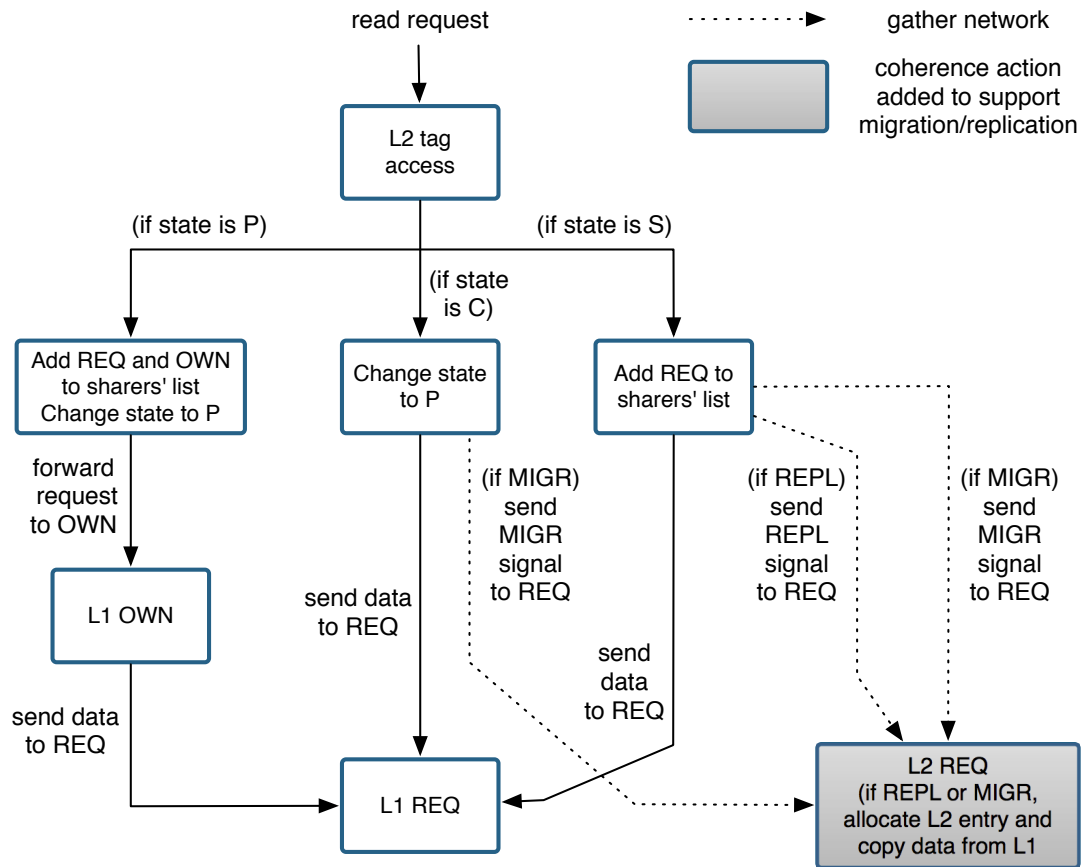 read request
gather network
coherence action
added to support
migration/replication
L2 tag
access
(if state is P)
(if state is S)
(if state
is C)
Add REQ and OWN
to sharers' list
Change state to P
Change state
to P
Add REQ to
sharers' list
forward
request
to OWN
(if MIGR)
send
MIGR
signal
to REQ
(if REPL)
send
REPL
signal
to REQ
(if MIGR)
send
MIGR
signal
to REQ
L1 OWN
send data
to REQ
send
data
to REQ
send data
to REQ
L1 REQ
L2 REQ
(if REPL or MIGR,
allocate L2 entry and
copy data from L1